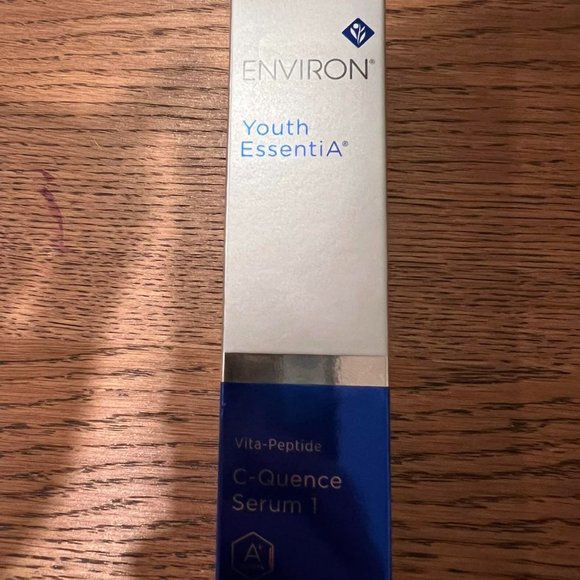 ENVIRON®
Youth
EssentiA®
Vita-Peptide
C-Quence
Serum 1
A+